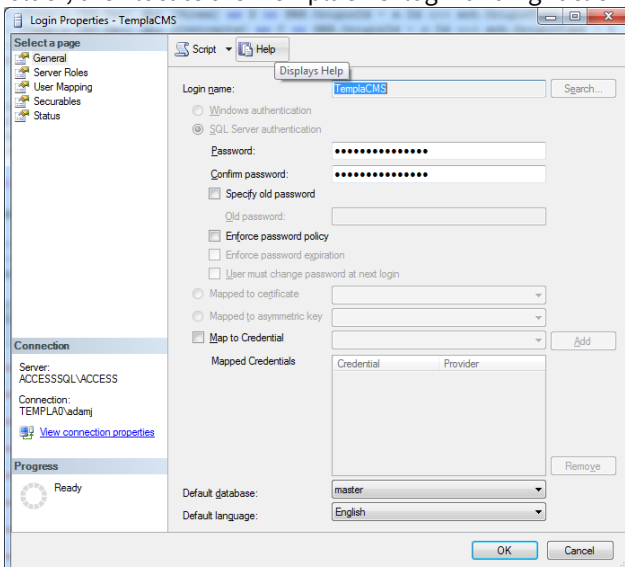 Login Properties - TemplaCMS
Select a page
General
Server Roles
User Mapping
Securables
Status
Script Help
Displays Help
Login name: TemplaCMS Search...
Windows authentication
SQL Server authentication
Password: •••••••••••••••
Confirm password: •••••••••••••••
Specify old password
Old password:
Enforce password policy
Enforce password expiration
User must change password at next login
Mapped to certificate
Mapped to asymmetric key
Map to Credential Add
Mapped Credentials Credential Provider
Remove
Default database: master
Default language: English
Connection
Server:
ACCESSSQL\ACCESS
Connection:
TEMPLA0\adamj
View connection properties
Progress
Ready
OK Cancel